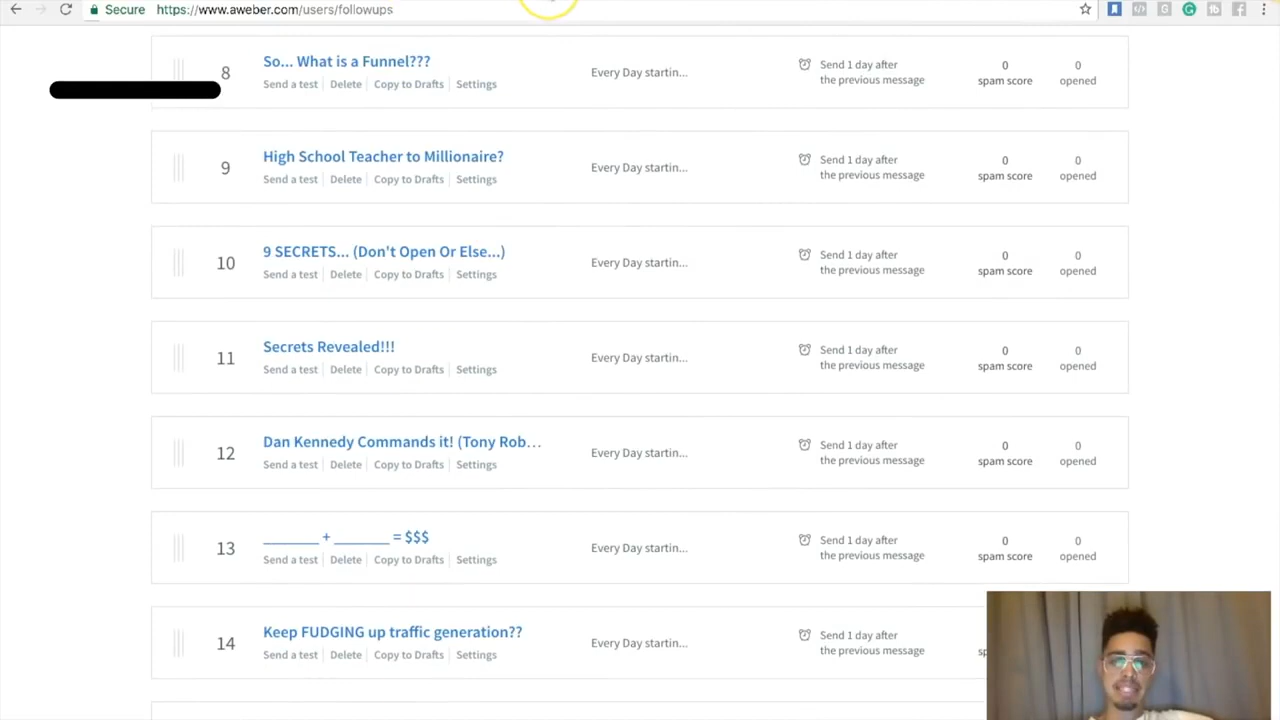 Secure https://www.aweber.com/users/followups
8
So... What is a Funnel???
Send a test Delete Copy to Drafts Settings
Every Day startin...
Send 1 day after
the previous message
0
spam score
0
opened
9
High School Teacher to Millionaire?
Send a test Delete Copy to Drafts Settings
Every Day startin...
Send 1 day after
the previous message
0
spam score
0
opened
10
9 SECRETS... (Don't Open Or Else...)
Send a test Delete Copy to Drafts Settings
Every Day startin...
Send 1 day after
the previous message
0
spam score
0
opened
11
Secrets Revealed!!!
Send a test Delete Copy to Drafts Settings
Every Day startin...
Send 1 day after
the previous message
0
spam score
0
opened
12
Dan Kennedy Commands it! (Tony Rob...
Send a test Delete Copy to Drafts Settings
Every Day startin...
Send 1 day after
the previous message
0
spam score
0
opened
13
_______ + _______ = $$$
Send a test Delete Copy to Drafts Settings
Every Day startin...
Send 1 day after
the previous message
0
spam score
0
opened
14
Keep FUDGING up traffic generation??
Send a test Delete Copy to Drafts Settings
Every Day startin...
Send 1 day after
the previous message